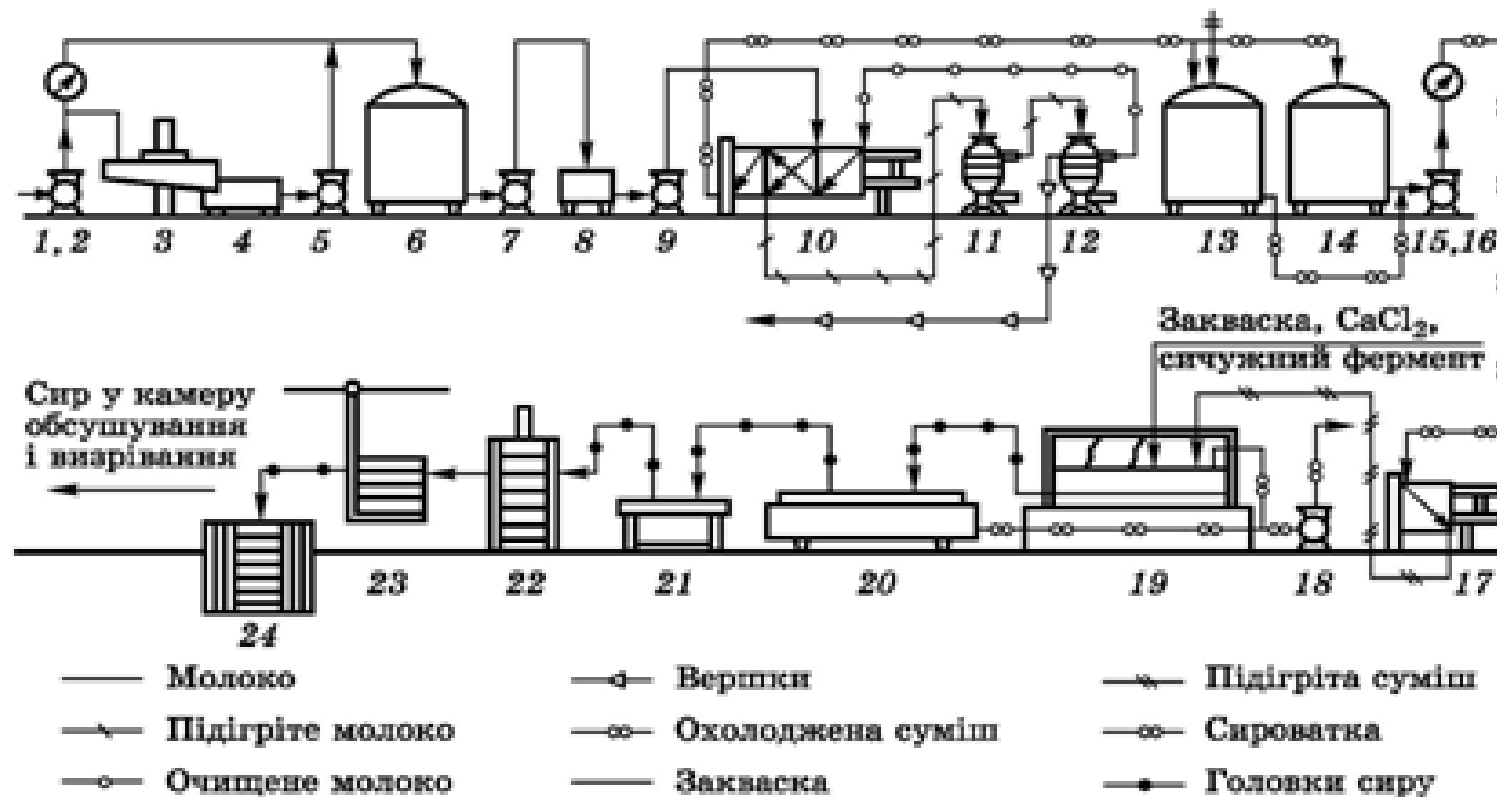 1, 2 3 4 5 6 7 8 9 10 11 12 13 14 15,16
Закваска, CaCl₂,
сичужний фермент
Сир у камеру
обсушування
і визрівання
23 22 21 20 19 18 17
24
Молоко Вершки Підігріта суміш
Підігріте молоко Охолоджена суміш Сироватка
Очищене молоко Закваска Головки сиру